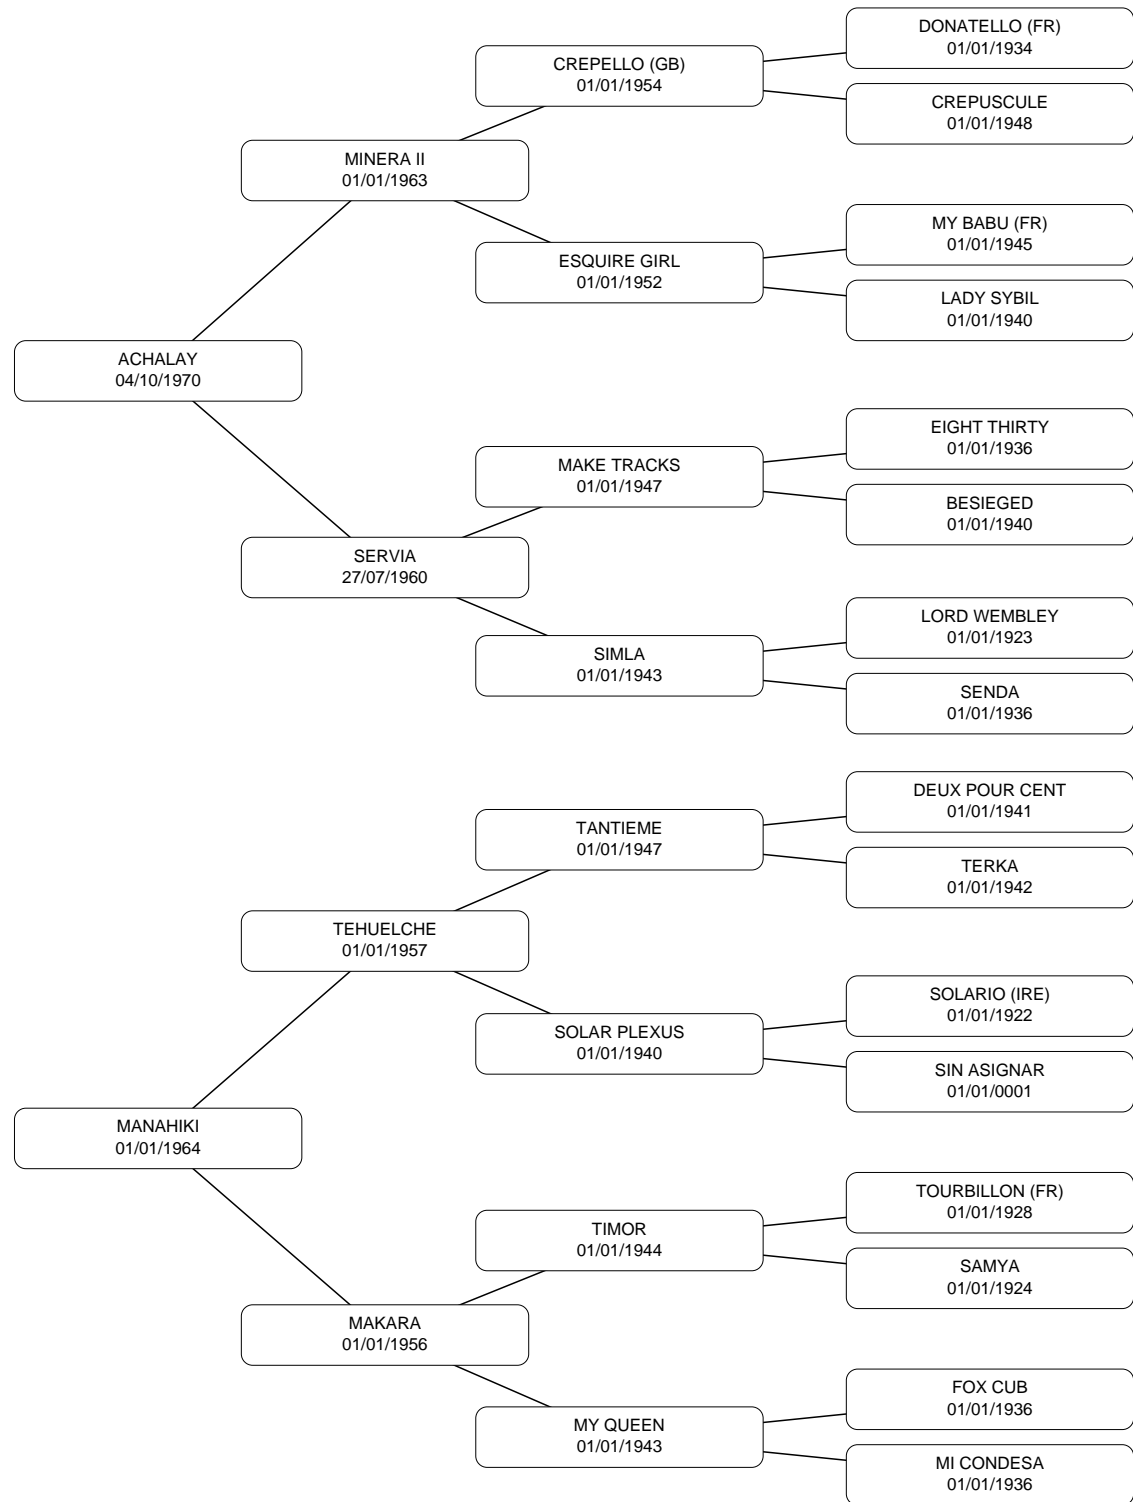 DONATELLO (FR)
01/01/1934
CREPELLO (GB)
01/01/1954
CREPUSCULE
01/01/1948
MINERA II
01/01/1963
MY BABU (FR)
01/01/1945
ESQUIRE GIRL
01/01/1952
LADY SYBIL
01/01/1940
ACHALAY
04/10/1970
EIGHT THIRTY
01/01/1936
MAKE TRACKS
01/01/1947
BESIEGED
01/01/1940
SERVIA
27/07/1960
LORD WEMBLEY
01/01/1923
SIMLA
01/01/1943
SENDA
01/01/1936
DEUX POUR CENT
01/01/1941
TANTIEME
01/01/1947
TERKA
01/01/1942
TEHUELCHE
01/01/1957
SOLARIO (IRE)
01/01/1922
SOLAR PLEXUS
01/01/1940
SIN ASIGNAR
01/01/0001
MANAHIKI
01/01/1964
TOURBILLON (FR)
01/01/1928
TIMOR
01/01/1944
SAMYA
01/01/1924
MAKARA
01/01/1956
FOX CUB
01/01/1936
MY QUEEN
01/01/1943
MI CONDESA
01/01/1936